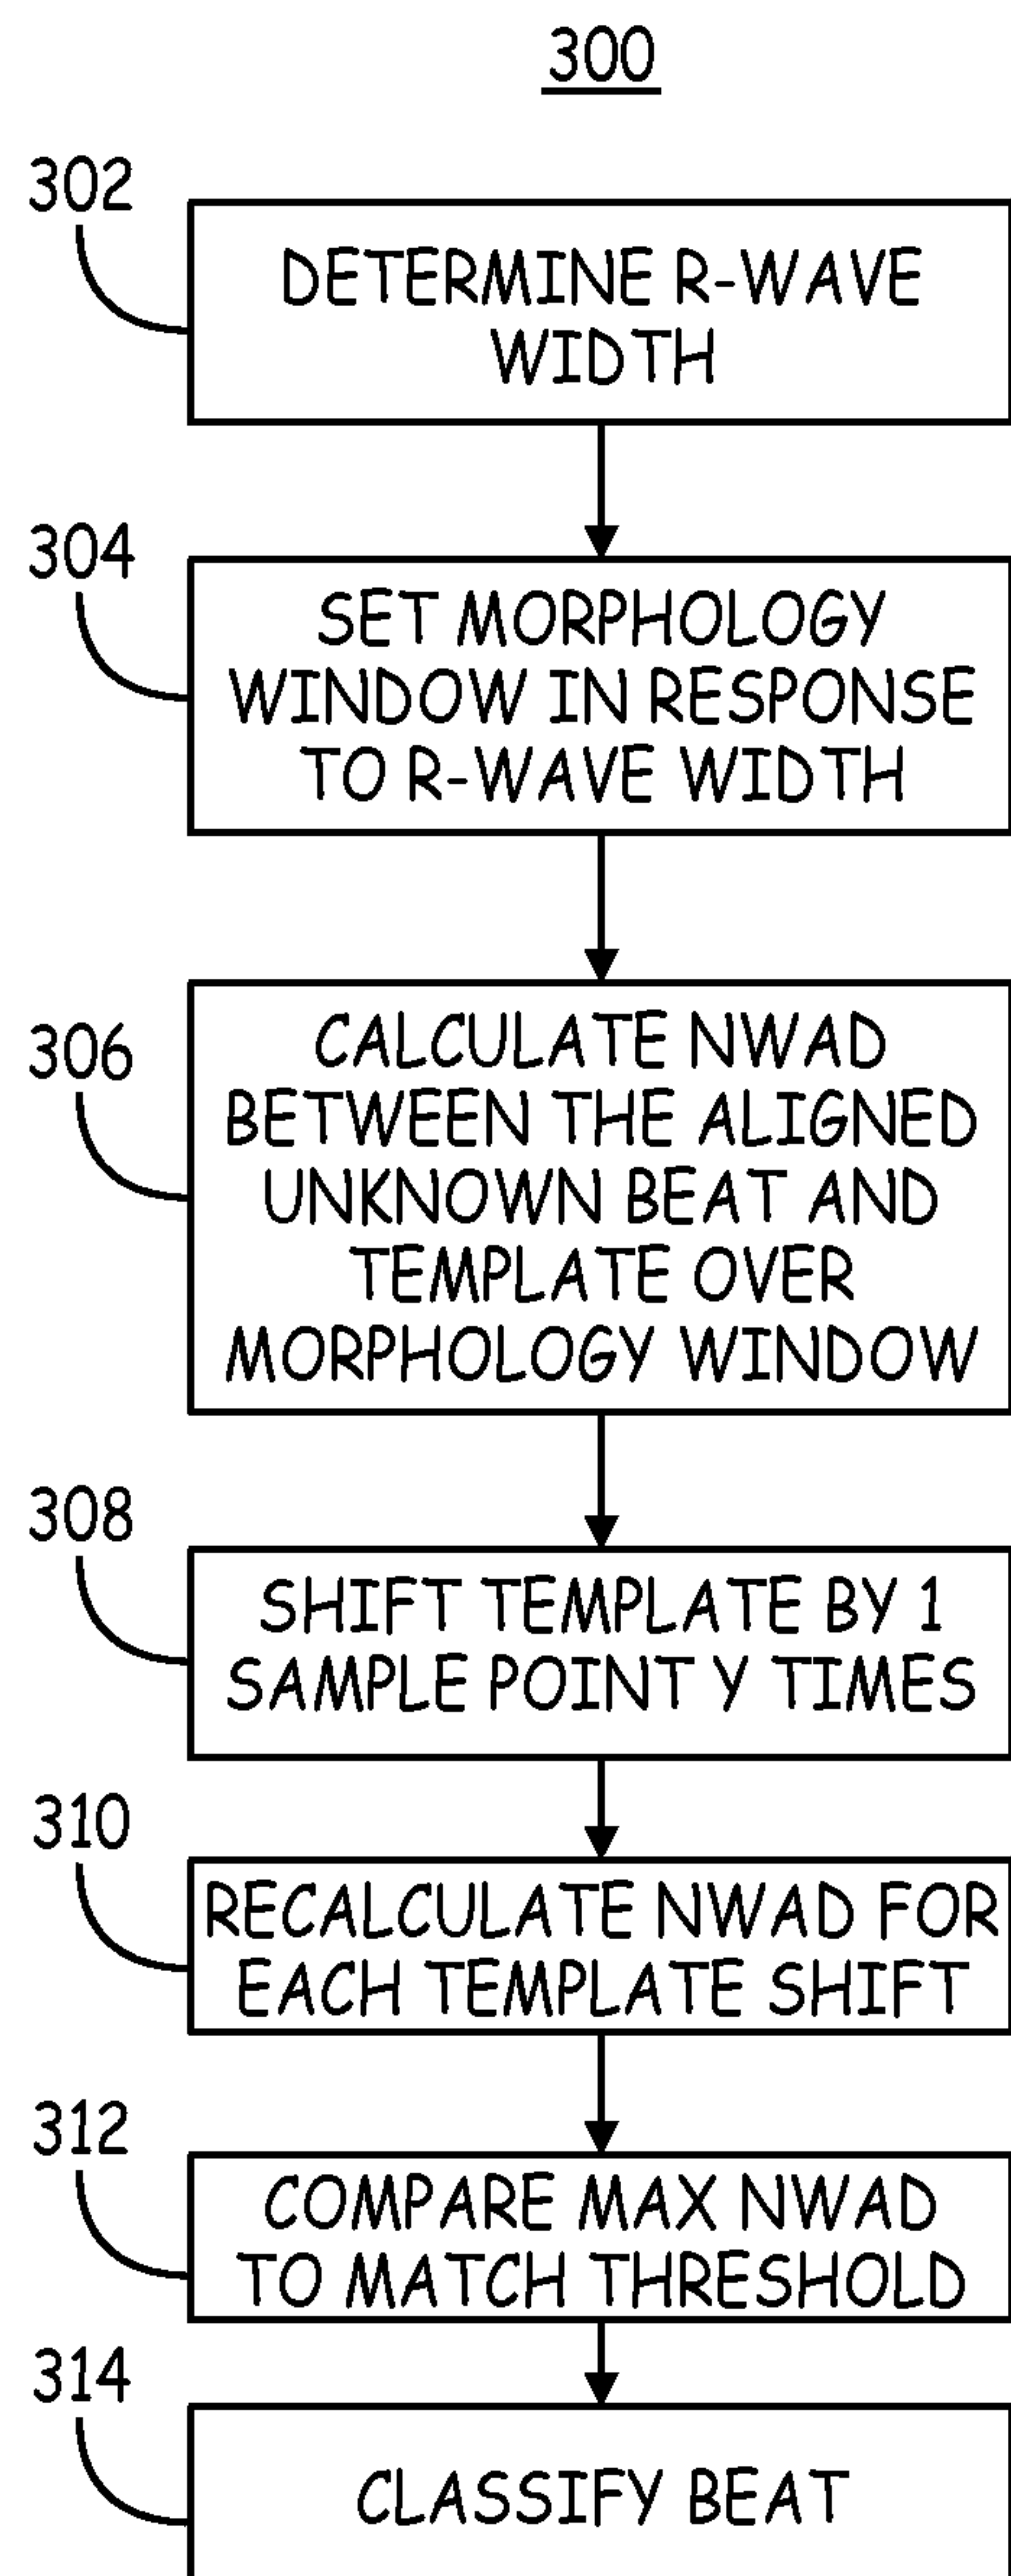 300
302
DETERMINE R-WAVE
WIDTH
304
SET MORPHOLOGY
WINDOW IN RESPONSE
TO R-WAVE WIDTH
306
CALCULATE NWAD
BETWEEN THE ALIGNED
UNKNOWN BEAT AND
TEMPLATE OVER
MORPHOLOGY WINDOW
308
SHIFT TEMPLATE BY 1
SAMPLE POINT Y TIMES
310
RECALCULATE NWAD FOR
EACH TEMPLATE SHIFT
312
COMPARE MAX NWAD
TO MATCH THRESHOLD
314
CLASSIFY BEAT